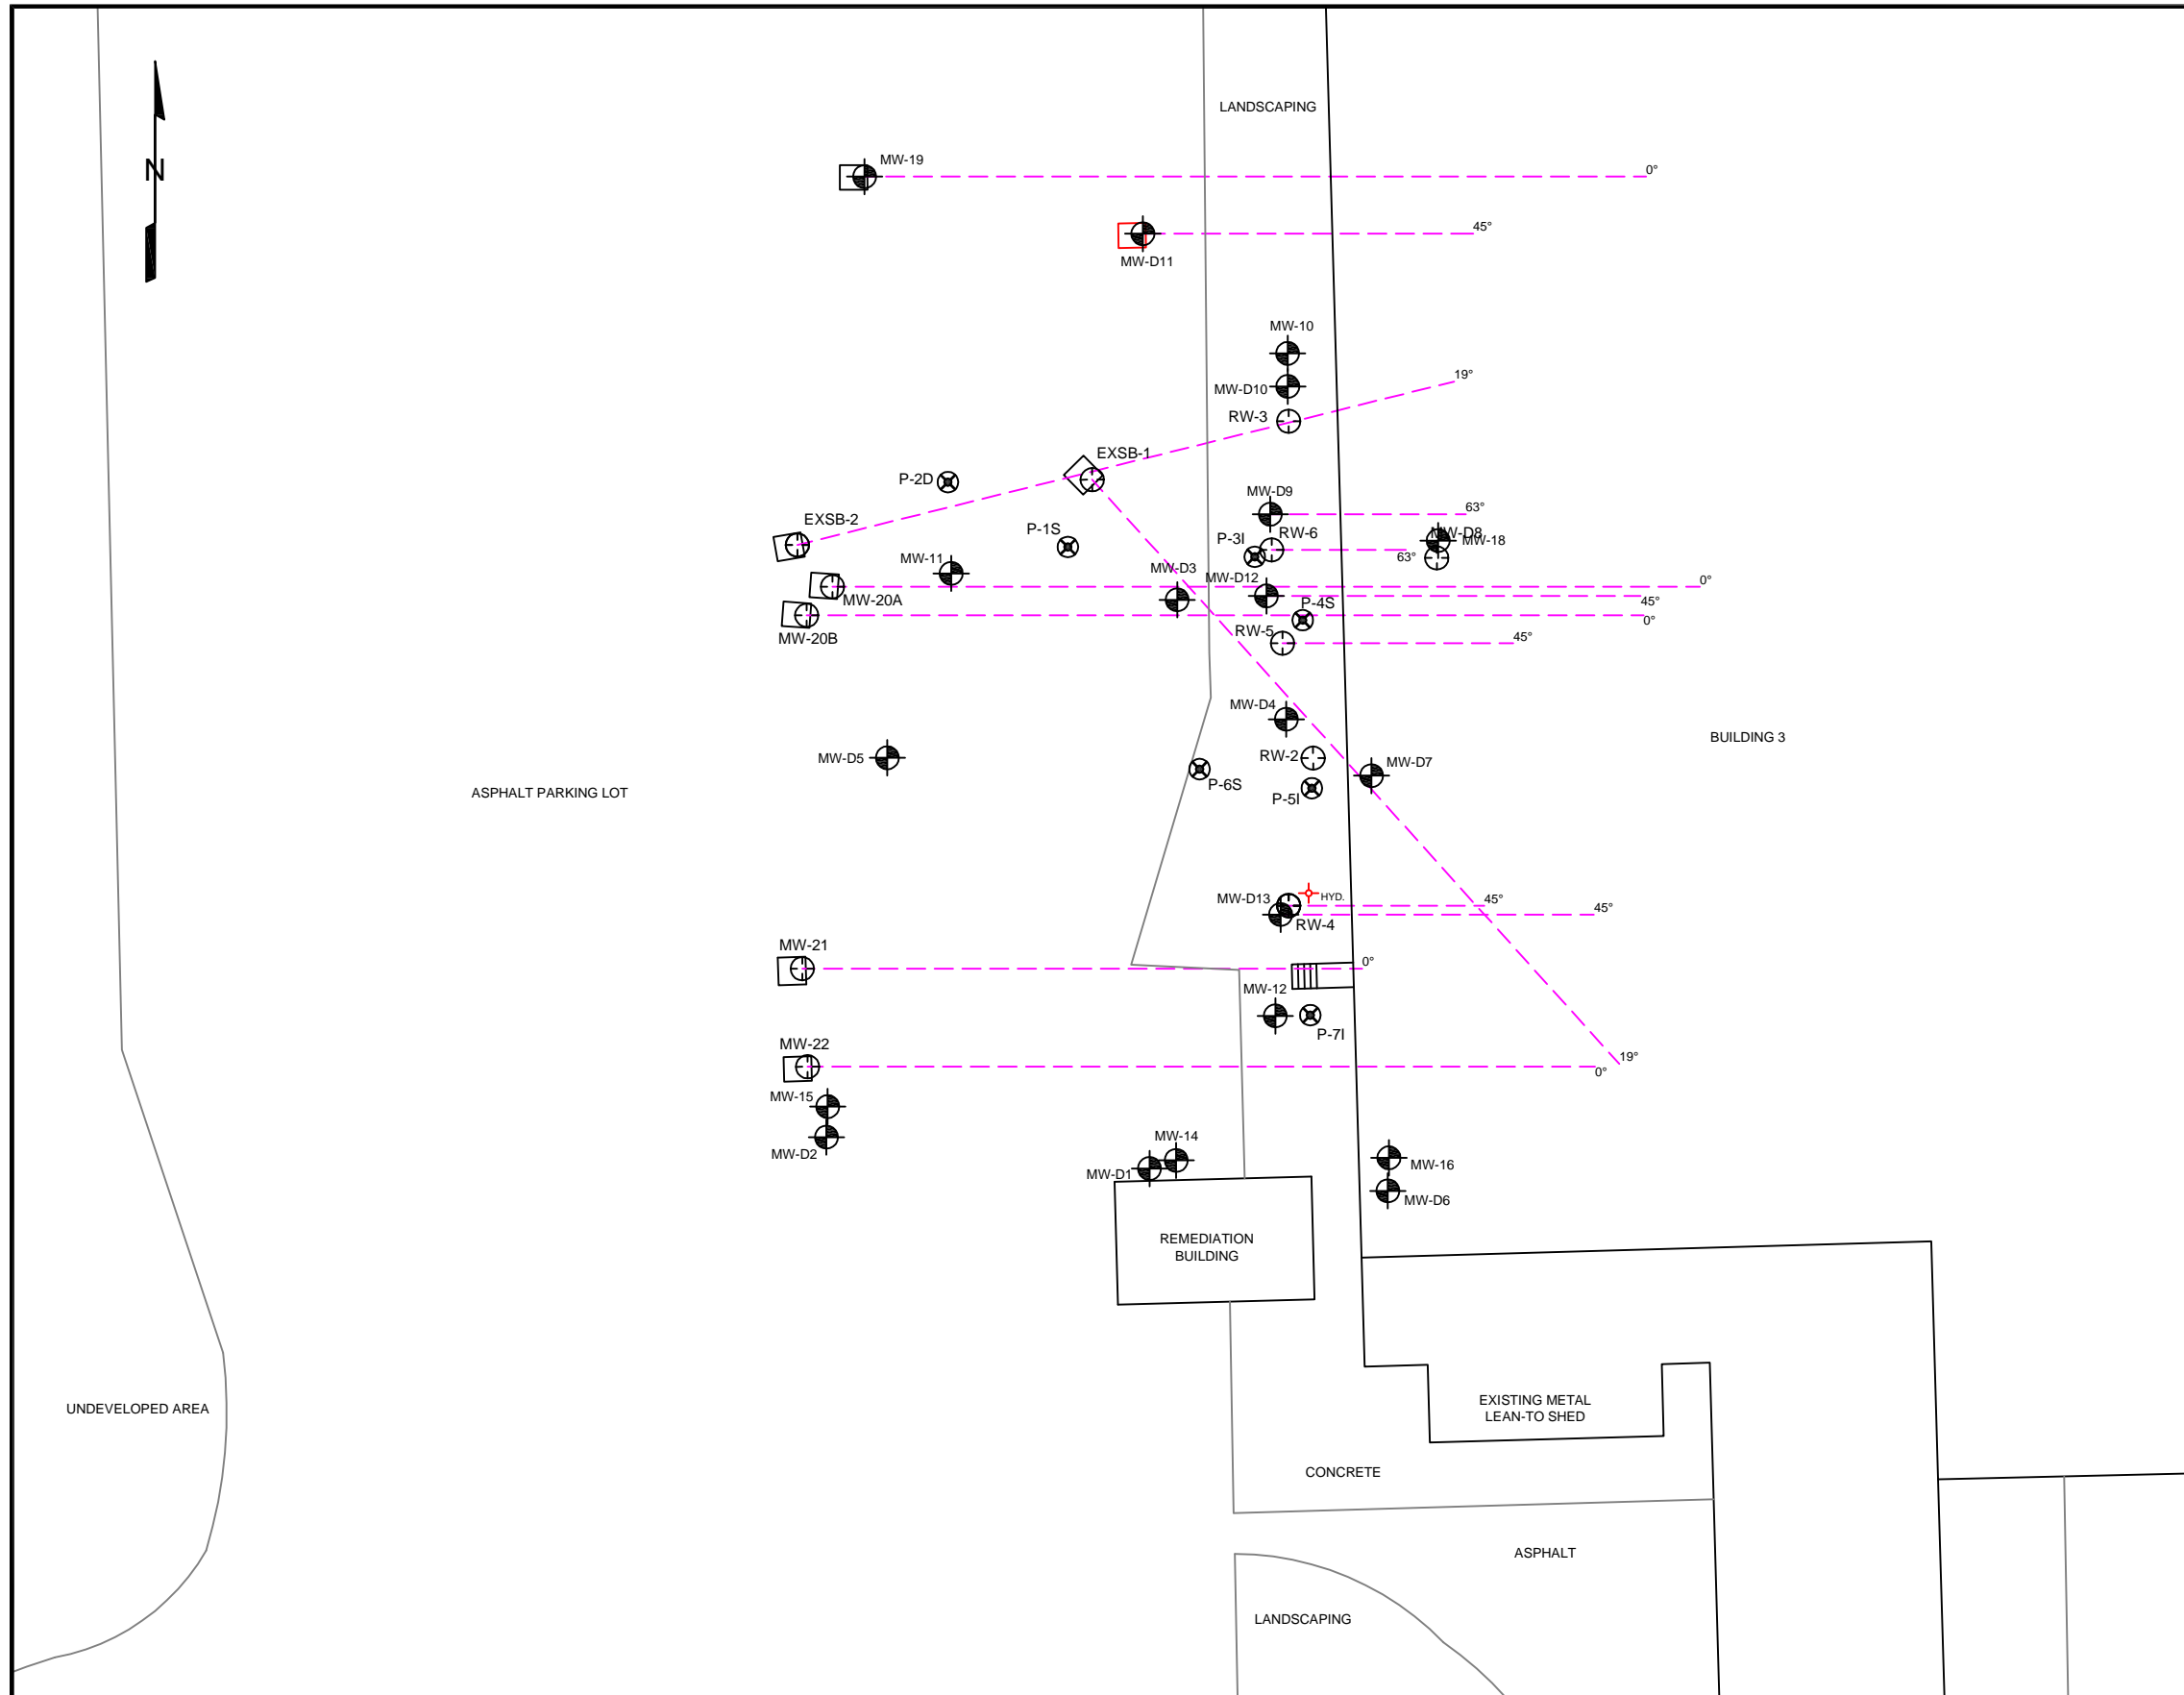 LANDSCAPING
N
MW-19
0°
45°
MW-D11
MW-10
19°
MW-D10
RW-3
EXSB-1
P-2D
MW-D9
63°
EXSB-2
P-1S
RW-6
P-3I
MW-D8
MW-18
63°
MW-11
MW-D3
MW-D12
0°
MW-20A
45°
P-4S
0°
MW-20B
RW-5
45°
MW-D4
BUILDING 3
MW-D5
RW-2
MW-D7
P-6S
P-5I
ASPHALT PARKING LOT
MW-D13
HYD.
45°
45°
RW-4
MW-21
0°
MW-12
P-7I
MW-22
19°
0°
MW-15
MW-D2
MW-14
MW-D1
MW-16
MW-D6
REMEDIATION
BUILDING
UNDEVELOPED AREA
EXISTING METAL
LEAN-TO SHED
CONCRETE
ASPHALT
LANDSCAPING